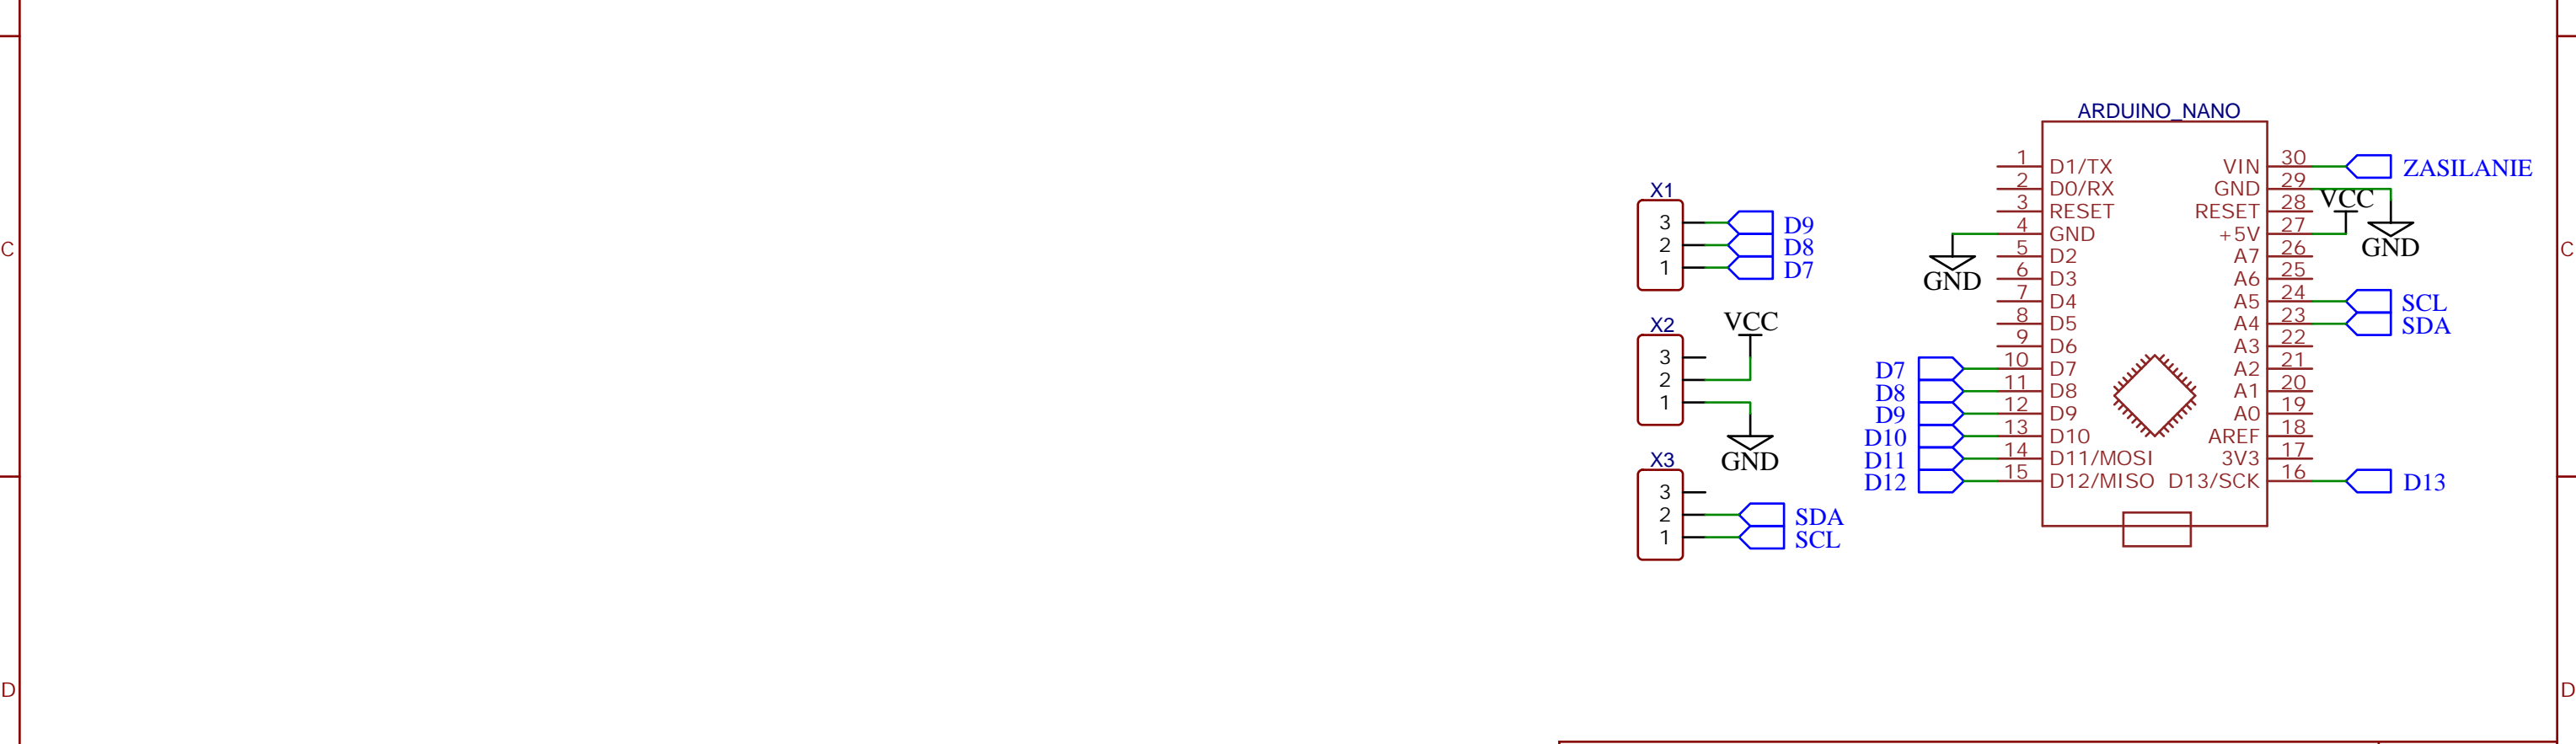 ARDUINO_NANO
1 D1/TX VIN 30 ZASILANIE
2 D0/RX GND 29
3 RESET RESET 28 VCC
4 GND +5V 27
GND
GND
5 D2 A7 26
6 D3 A6 25
7 D4 A5 24 SCL
8 D5 A4 23 SDA
9 D6 A3 22
D7 10 D7 A2 21
D8 11 D8 A1 20
D9 12 D9 A0 19
D10 13 D10 AREF 18
D11 14 D11/MOSI 3V3 17
D12 15 D12/MISO D13/SCK 16 D13
X1
3 D9
2 D8
1 D7
X2
VCC
3
2
1
GND
X3
3
2 SDA
1 SCL
C
C
D
D